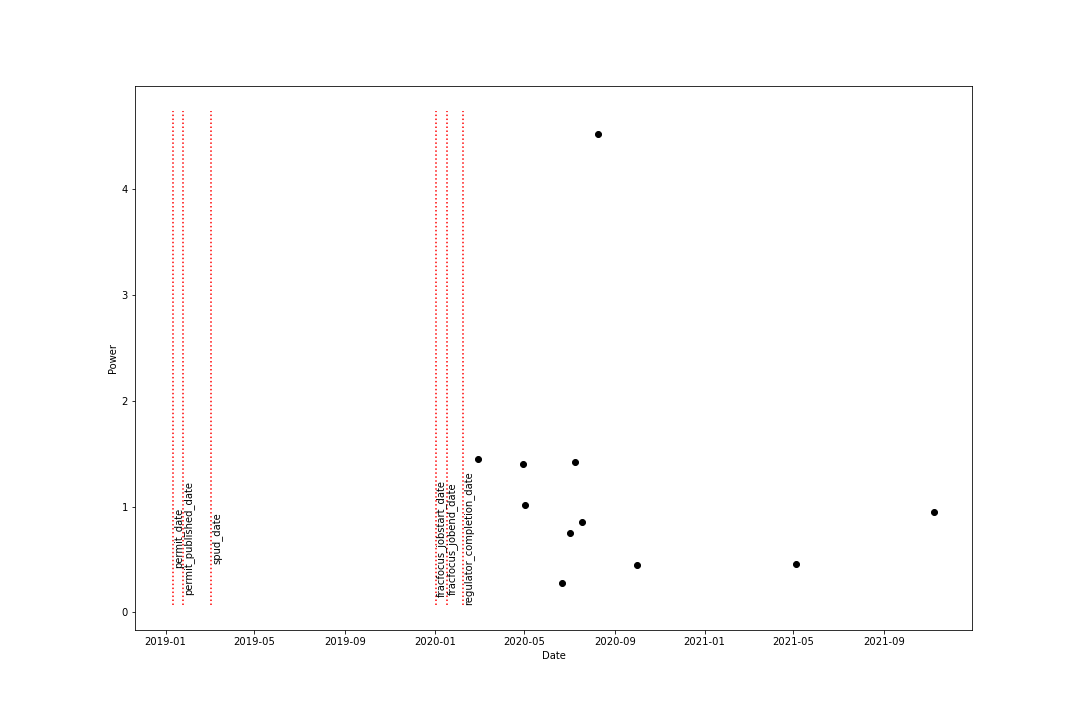 4
3
2
1
0
Power
permit_date
permit_published_date
spud_date
fracfocus_jobstart_date
fracfocus_jobend_date
regulator_completion_date
2019-01 2019-05 2019-09 2020-01 2020-05 2020-09 2021-01 2021-05 2021-09
Date